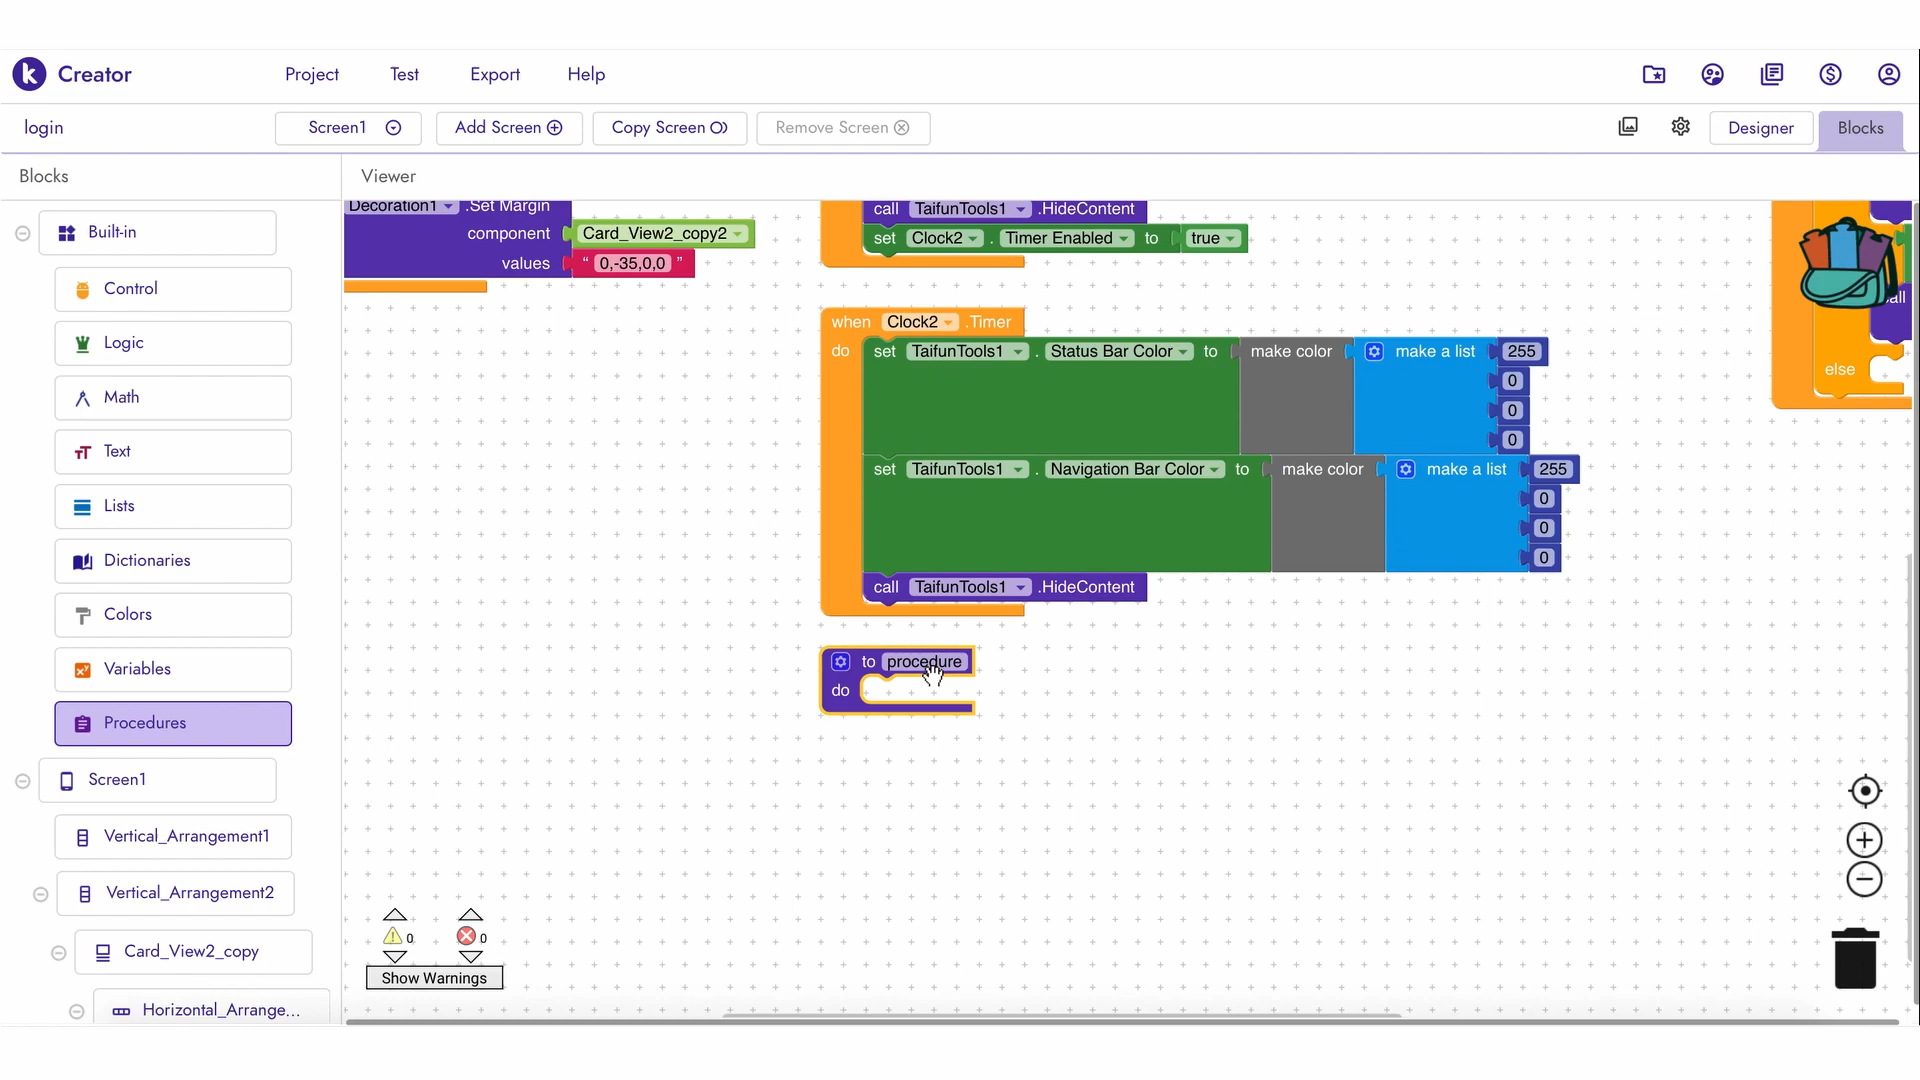 Creator
Project Test Export Help
login
Screen1
Add Screen
Copy Screen
Remove Screen
Designer
Blocks
Blocks
Viewer
Built-in
Control
Logic
Math
Text
Lists
Dictionaries
Colors
Variables
Procedures
Screen1
Vertical_Arrangement1
Vertical_Arrangement2
Card_View2_copy
Horizontal_Arrange...
Decoration1 .Set Margin
component Card_View2_copy2
values “ 0,-35,0,0 ”
call TaifunTools1 .HideContent
set Clock2 . Timer Enabled to true
when Clock2 .Timer
do set TaifunTools1 . Status Bar Color to make color make a list 255
0
0
0
set TaifunTools1 . Navigation Bar Color to make color make a list 255
0
0
0
call TaifunTools1 .HideContent
to procedure
do
else
0 0
Show Warnings